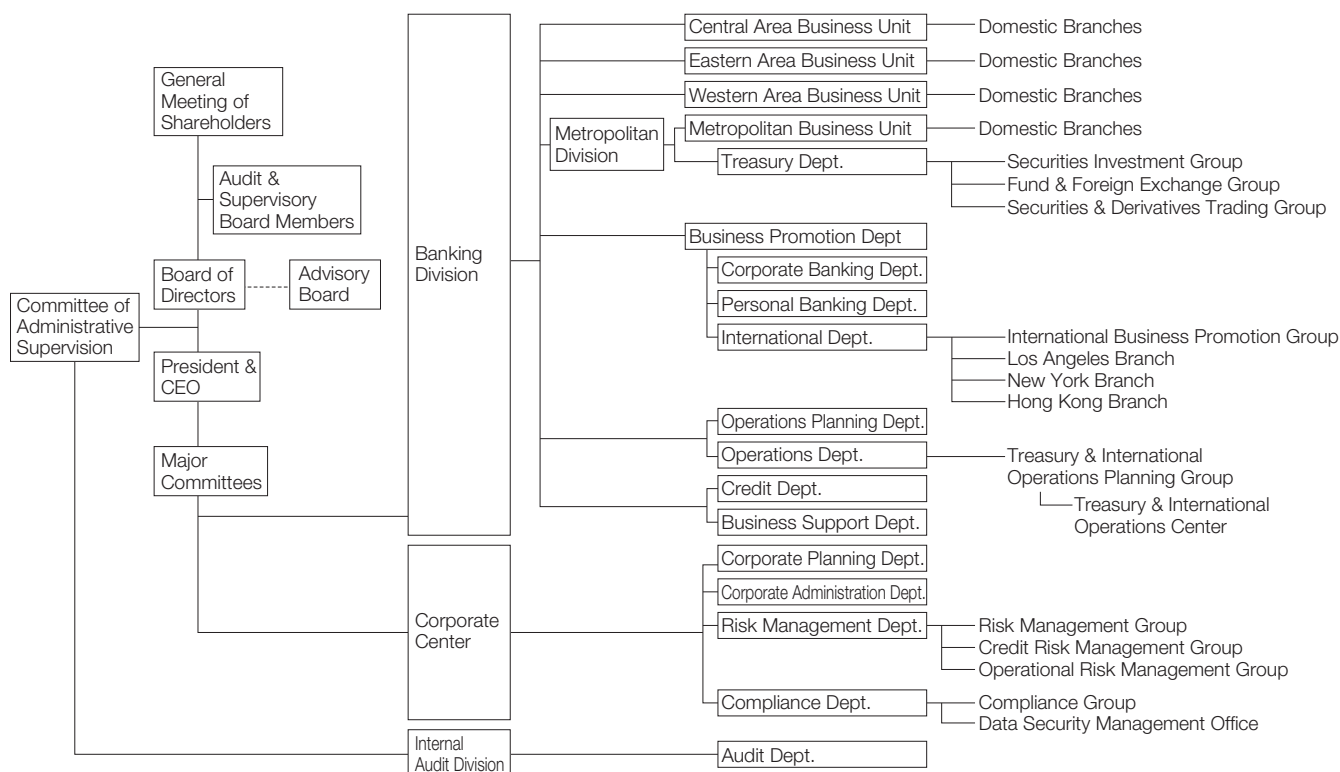 General
Meeting of
Shareholders
Audit &
Supervisory
Board Members
Board of
Directors
Advisory
Board
Committee of
Administrative
Supervision
President &
CEO
Major
Committees
Banking
Division
Corporate
Center
Internal
Audit Division
Central Area Business Unit
Domestic Branches
Eastern Area Business Unit
Domestic Branches
Western Area Business Unit
Domestic Branches
Metropolitan
Division
Metropolitan Business Unit
Domestic Branches
Treasury Dept.
Securities Investment Group
Fund & Foreign Exchange Group
Securities & Derivatives Trading Group
Business Promotion Dept
Corporate Banking Dept.
Personal Banking Dept.
International Dept.
International Business Promotion Group
Los Angeles Branch
New York Branch
Hong Kong Branch
Operations Planning Dept.
Operations Dept.
Treasury & International
Operations Planning Group
Treasury & International
Operations Center
Credit Dept.
Business Support Dept.
Corporate Planning Dept.
Corporate Administration Dept.
Risk Management Dept.
Risk Management Group
Credit Risk Management Group
Operational Risk Management Group
Compliance Dept.
Compliance Group
Data Security Management Office
Audit Dept.